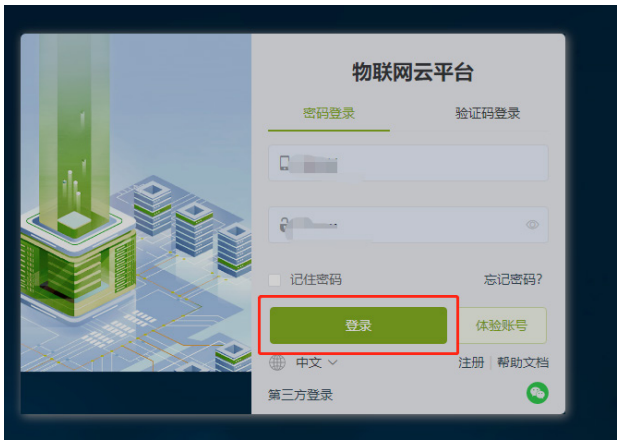 物联网云平台
密码登录 验证码登录
记住密码 忘记密码?
登录 体验账号
中文 注册 | 帮助文档
第三方登录